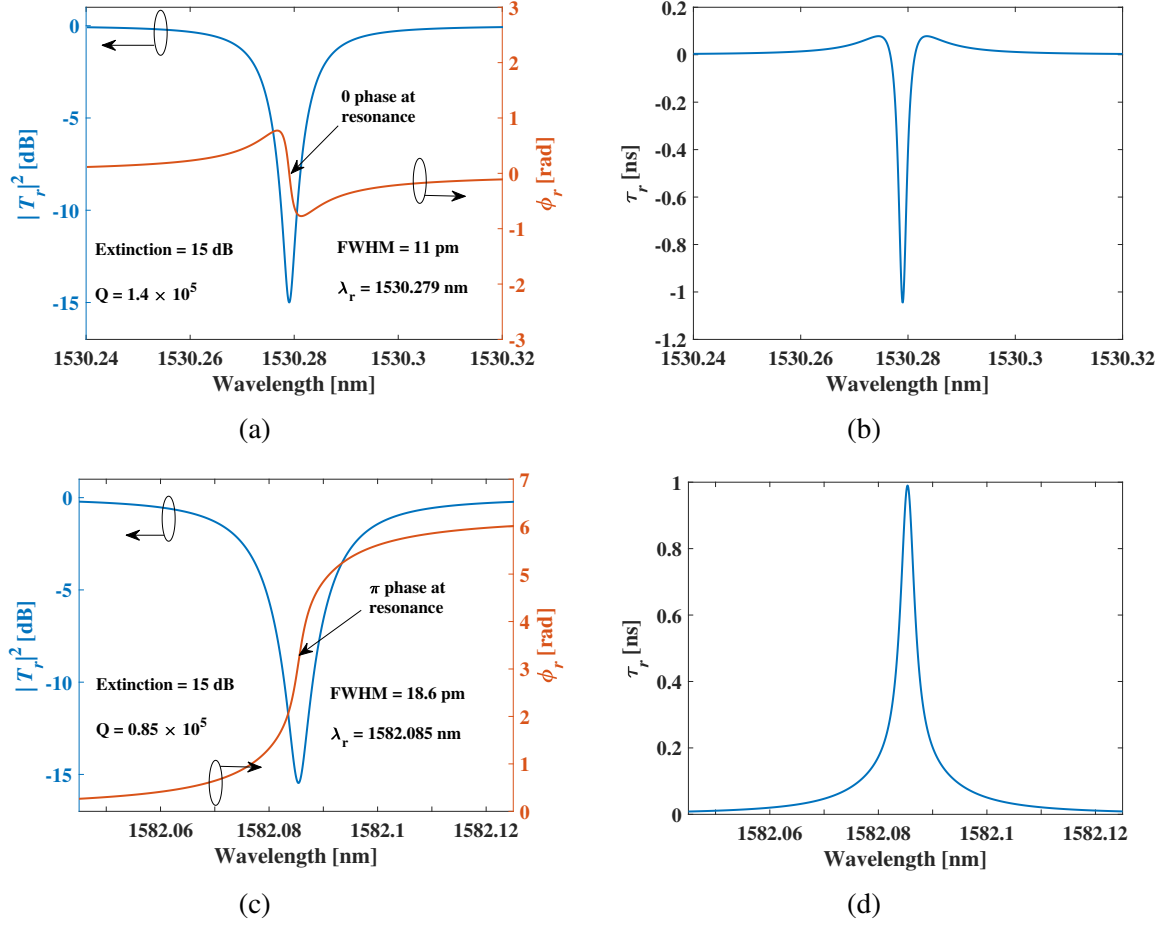 0
-5
-10
-15
|T_r|^2 [dB]
3
2
1
0
-1
-2
-3
ϕ_r [rad]
0 phase at
resonance
Extinction = 15 dB
FWHM = 11 pm
Q = 1.4 × 10^5
λ_r = 1530.279 nm
1530.24 1530.26 1530.28 1530.3 1530.32
Wavelength [nm]
(a)
0.2
0
-0.2
-0.4
-0.6
-0.8
-1
-1.2
τ_r [ns]
1530.24 1530.26 1530.28 1530.3 1530.32
Wavelength [nm]
(b)
0
-5
-10
-15
|T_r|^2 [dB]
7
6
5
4
3
2
1
0
ϕ_r [rad]
π phase at
resonance
Extinction = 15 dB
FWHM = 18.6 pm
Q = 0.85 × 10^5
λ_r = 1582.085 nm
1582.06 1582.08 1582.1 1582.12
Wavelength [nm]
(c)
1
0.8
0.6
0.4
0.2
0
τ_r [ns]
1582.06 1582.08 1582.1 1582.12
Wavelength [nm]
(d)